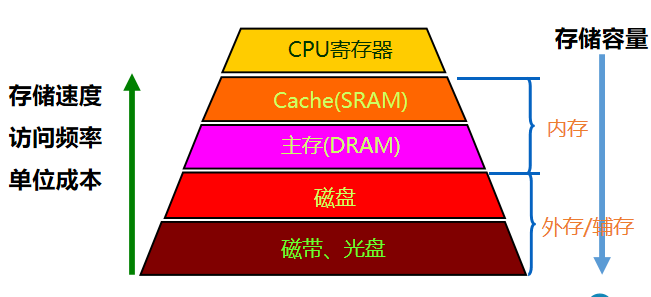 CPU寄存器
存储容量
存储速度
Cache(SRAM)
访问频率
内存
主存(DRAM)
单位成本
磁盘
外存/辅存
磁带、光盘